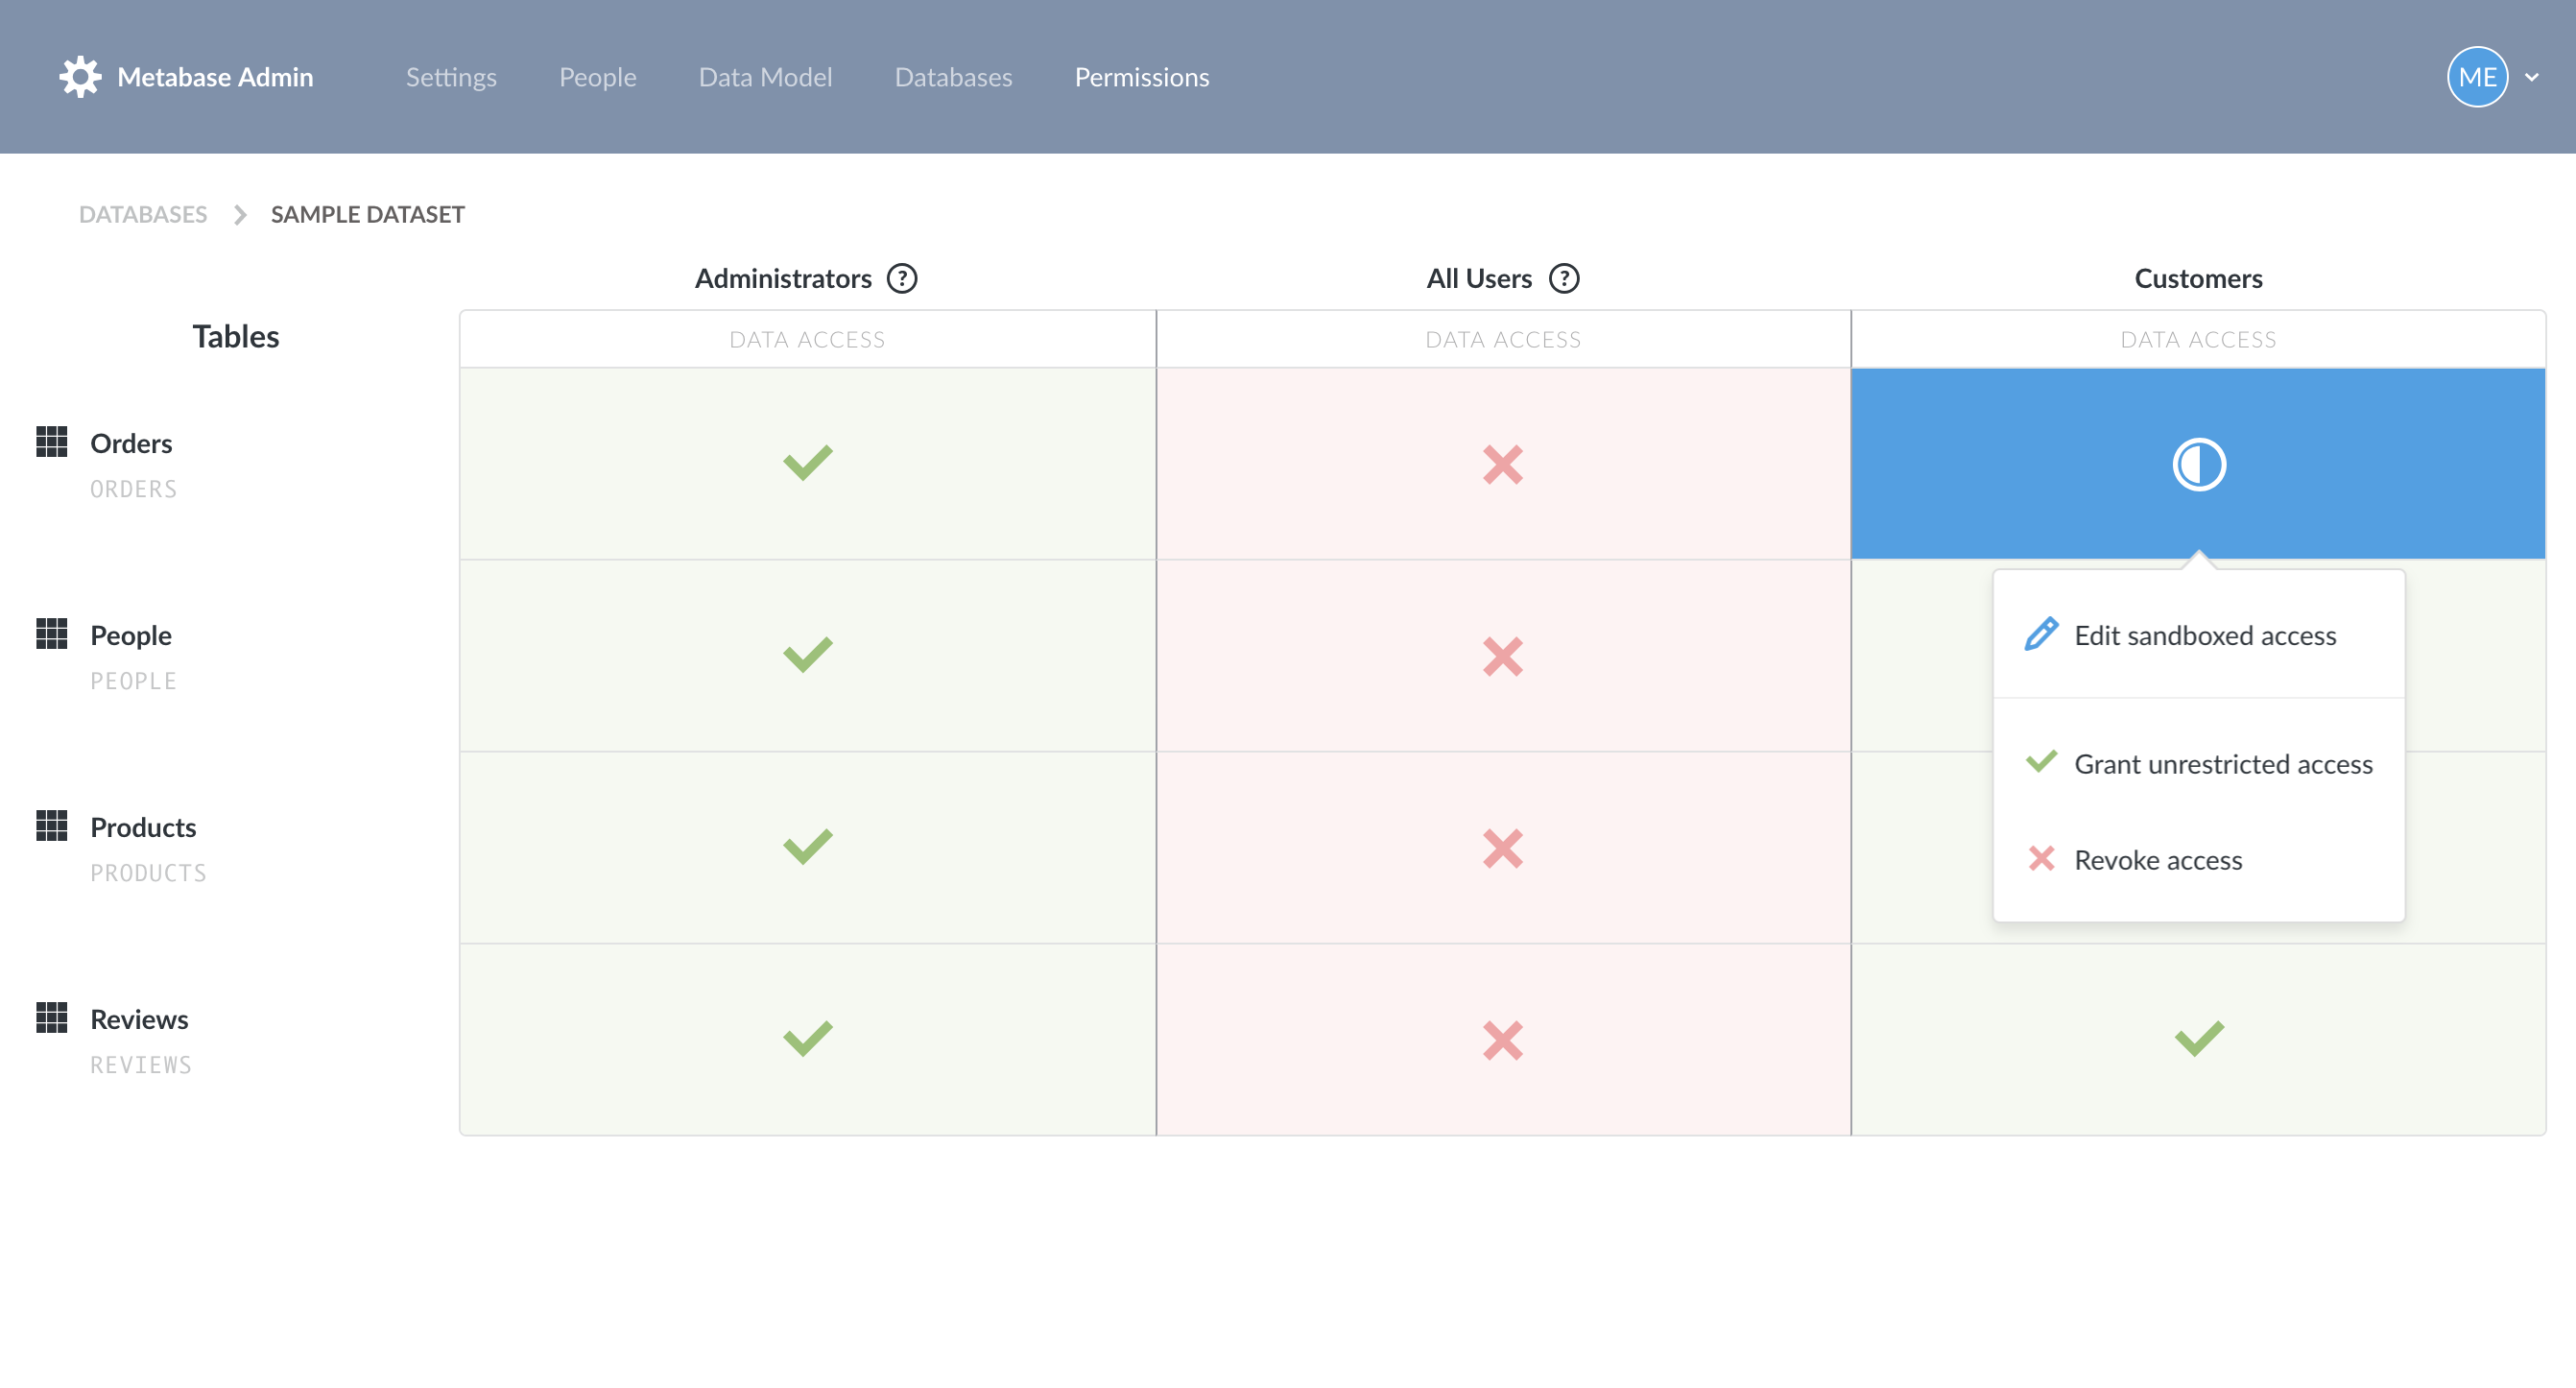 Metabase Admin Settings People Data Model Databases Permissions ME
DATABASES SAMPLE DATASET
Administrators ? All Users ? Customers
Tables DATA ACCESS DATA ACCESS DATA ACCESS
Orders
ORDERS
People
PEOPLE
Edit sandboxed access
Grant unrestricted access
Products
PRODUCTS
Revoke access
Reviews
REVIEWS